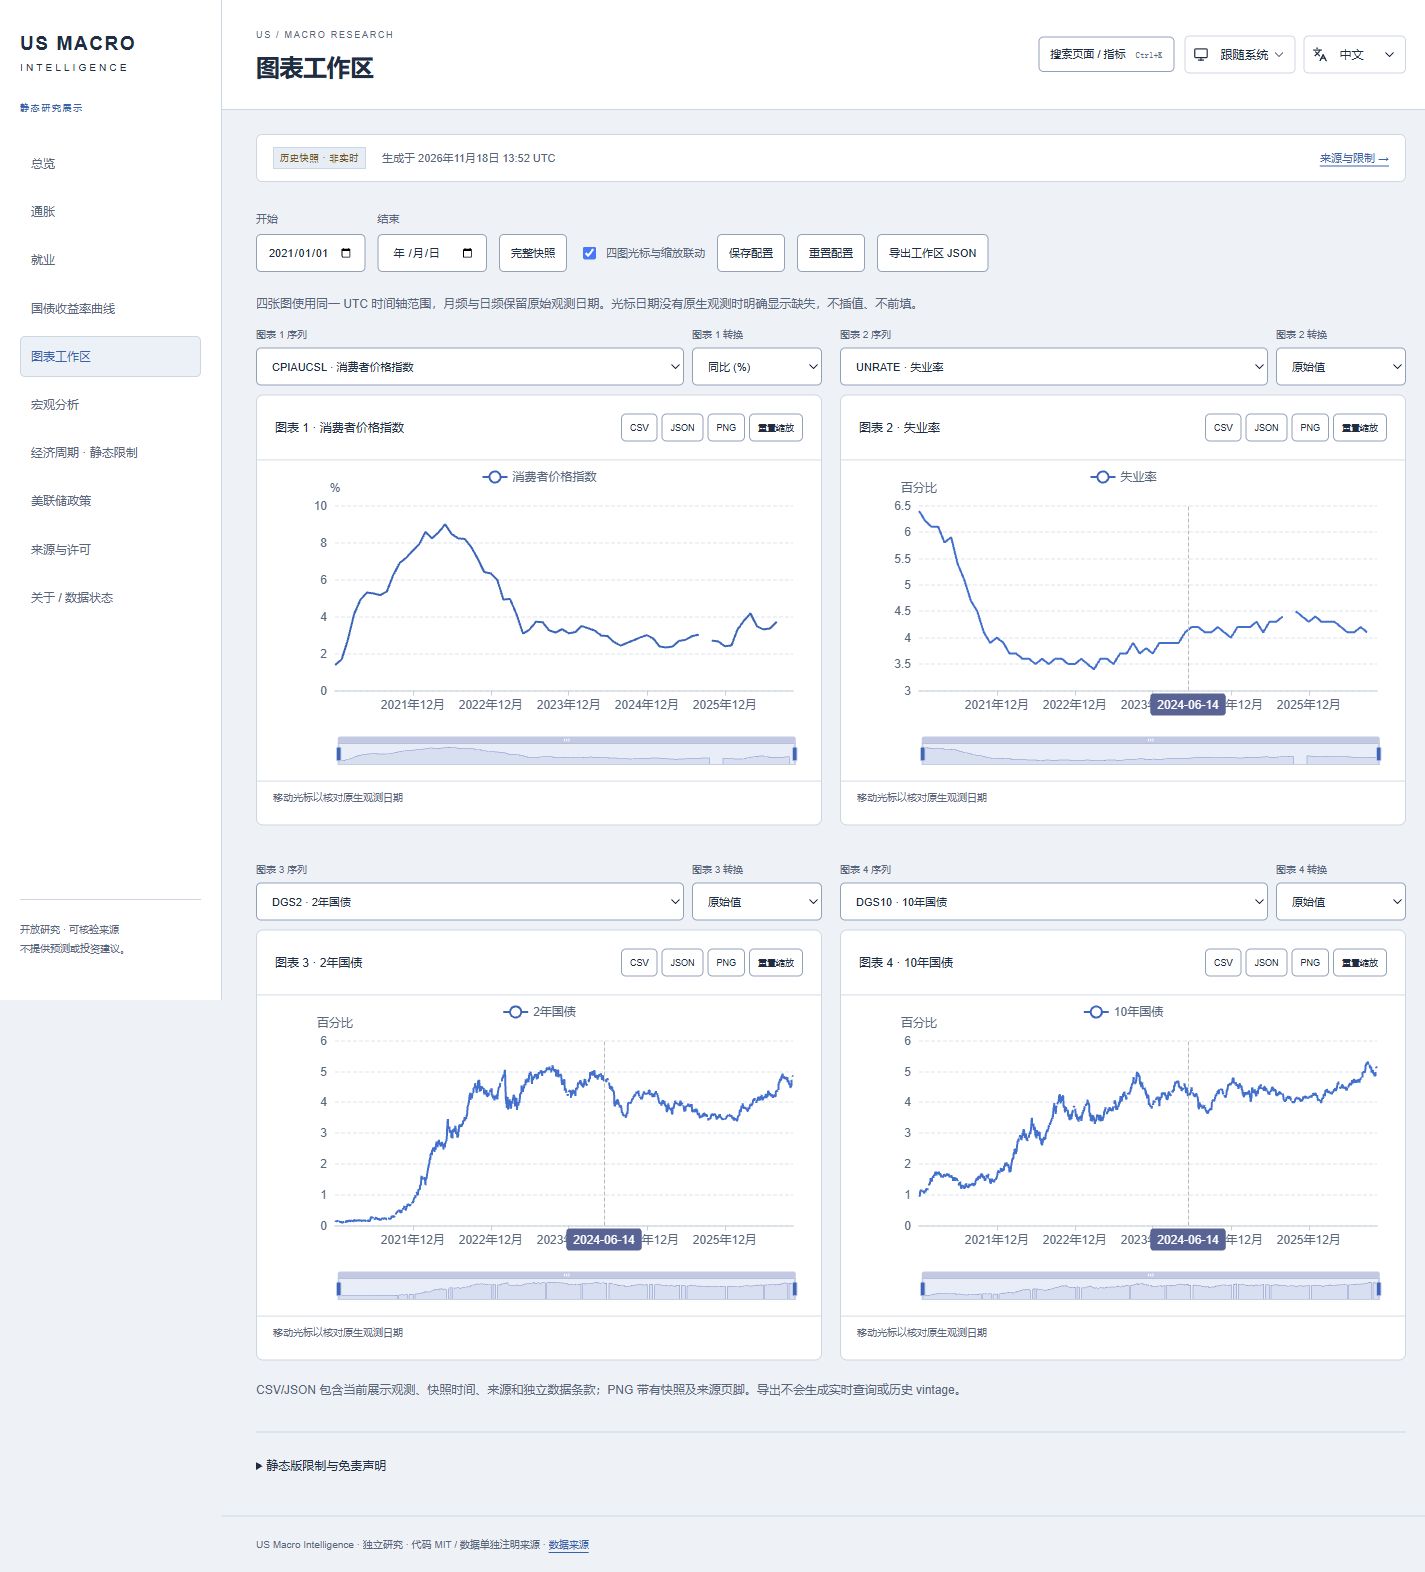 US MACRO
INTELLIGENCE
静态研究展示
总览
通胀
就业
国债收益率曲线
图表工作区
宏观分析
经济周期 · 静态限制
美联储政策
来源与许可
关于 / 数据状态
开放研究 · 可核验来源
不提供预测或投资建议。
US / MACRO RESEARCH
图表工作区
搜索页面 / 指标 Ctrl+K
跟随系统
中文
历史快照 · 非实时 生成于 2026年11月18日 13:52 UTC
来源与限制 →
开始 结束
2021/01/01 年 /月/日 完整快照 四图光标与缩放联动 保存配置 重置配置 导出工作区 JSON
四张图使用同一 UTC 时间轴范围，月频与日频保留原始观测日期。光标日期没有原生观测时明确显示缺失，不插值、不前填。
图表 1 序列 图表 1 转换
CPIAUCSL · 消费者价格指数 同比 (%)
图表 1 · 消费者价格指数 CSV JSON PNG 重置缩放
消费者价格指数
%
10
8
6
4
2
0
2021年12月 2022年12月 2023年12月 2024年12月 2025年12月
移动光标以核对原生观测日期
图表 2 序列 图表 2 转换
UNRATE · 失业率 原始值
图表 2 · 失业率 CSV JSON PNG 重置缩放
失业率
百分比
6.5
6
5.5
5
4.5
4
3.5
3
2021年12月 2022年12月 2023 2024-06-14 年12月 2025年12月
移动光标以核对原生观测日期
图表 3 序列 图表 3 转换
DGS2 · 2年国债 原始值
图表 3 · 2年国债 CSV JSON PNG 重置缩放
2年国债
百分比
6
5
4
3
2
1
0
2021年12月 2022年12月 2023 2024-06-14 年12月 2025年12月
移动光标以核对原生观测日期
图表 4 序列 图表 4 转换
DGS10 · 10年国债 原始值
图表 4 · 10年国债 CSV JSON PNG 重置缩放
10年国债
百分比
6
5
4
3
2
1
0
2021年12月 2022年12月 2023 2024-06-14 年12月 2025年12月
移动光标以核对原生观测日期
CSV/JSON 包含当前展示观测、快照时间、来源和独立数据条款；PNG 带有快照及来源页脚。导出不会生成实时查询或历史 vintage。
静态版限制与免责声明
US Macro Intelligence · 独立研究 · 代码 MIT / 数据单独注明来源 · 数据来源